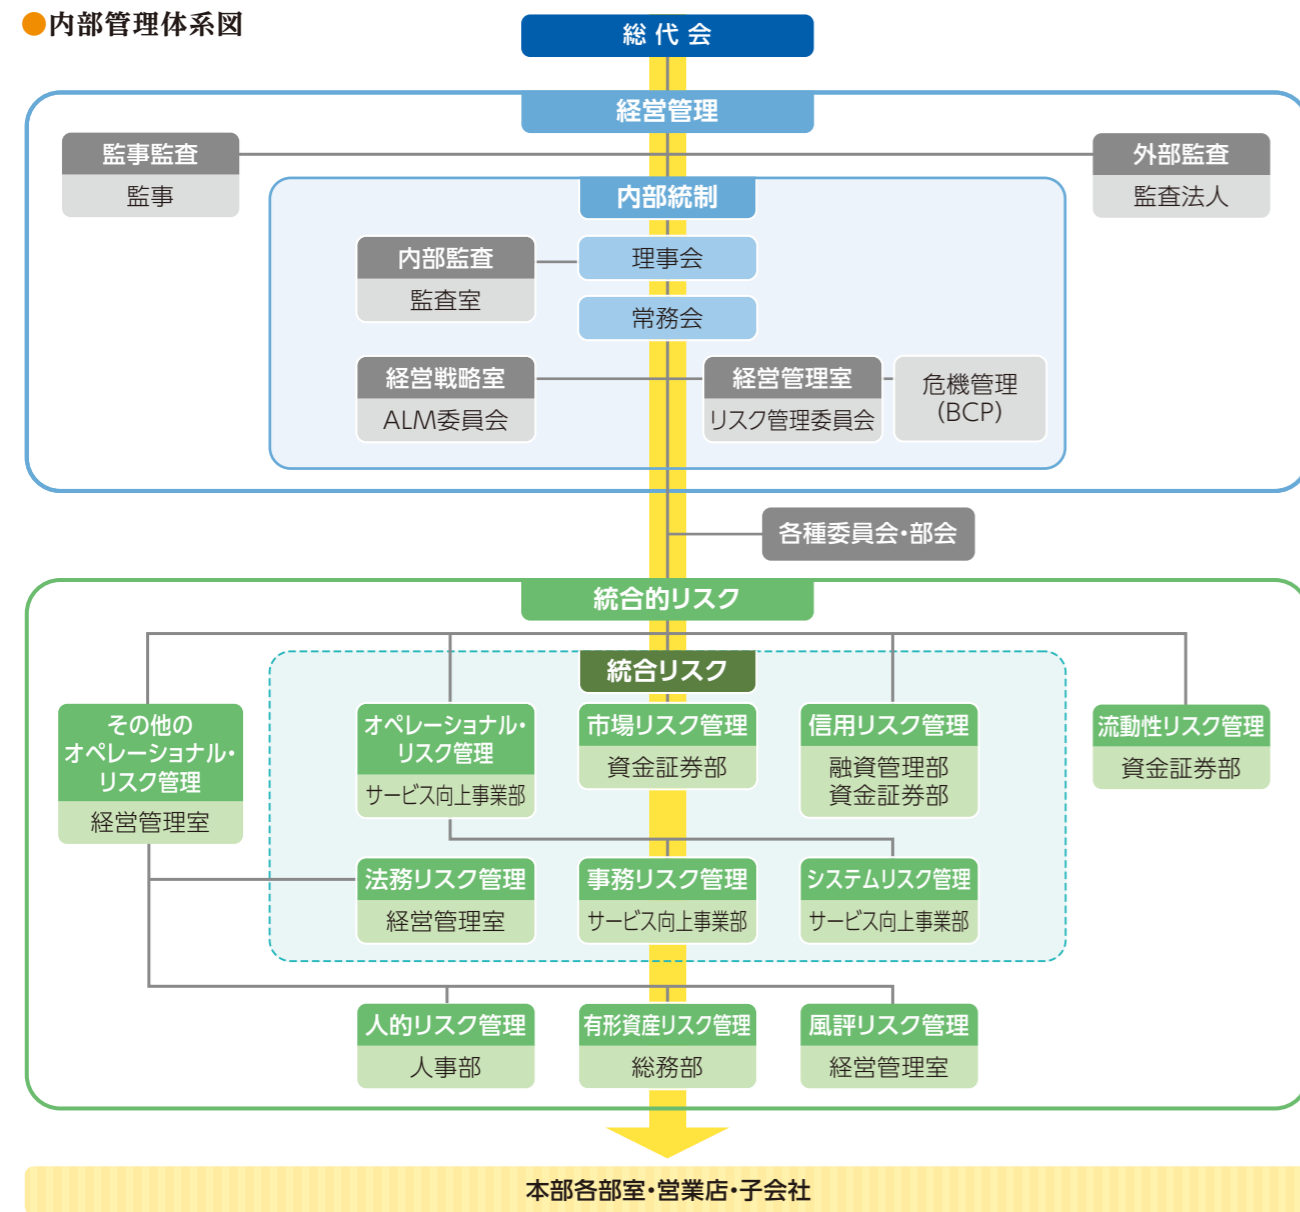 ●内部管理体系図
総代会
経営管理
監事監査
監事
外部監査
監査法人
内部統制
内部監査
監査室
理事会
常務会
経営戦略室
ALM委員会
経営管理室
リスク管理委員会
危機管理
(BCP)
各種委員会・部会
統合的リスク
統合リスク
その他の
オペレーショナル・
リスク管理
経営管理室
オペレーショナル・
リスク管理
サービス向上事業部
市場リスク管理
資金証券部
信用リスク管理
融資管理部
資金証券部
流動性リスク管理
資金証券部
法務リスク管理
経営管理室
事務リスク管理
サービス向上事業部
システムリスク管理
サービス向上事業部
人的リスク管理
人事部
有形資産リスク管理
総務部
風評リスク管理
経営管理室
本部各部室・営業店・子会社